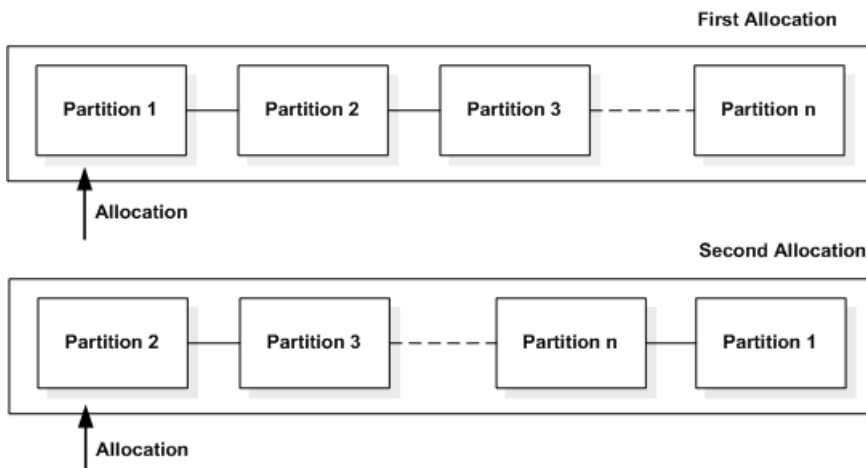 First Allocation
Partition 1
Partition 2
Partition 3
Partition n
Allocation
Second Allocation
Partition 2
Partition 3
Partition n
Partition 1
Allocation